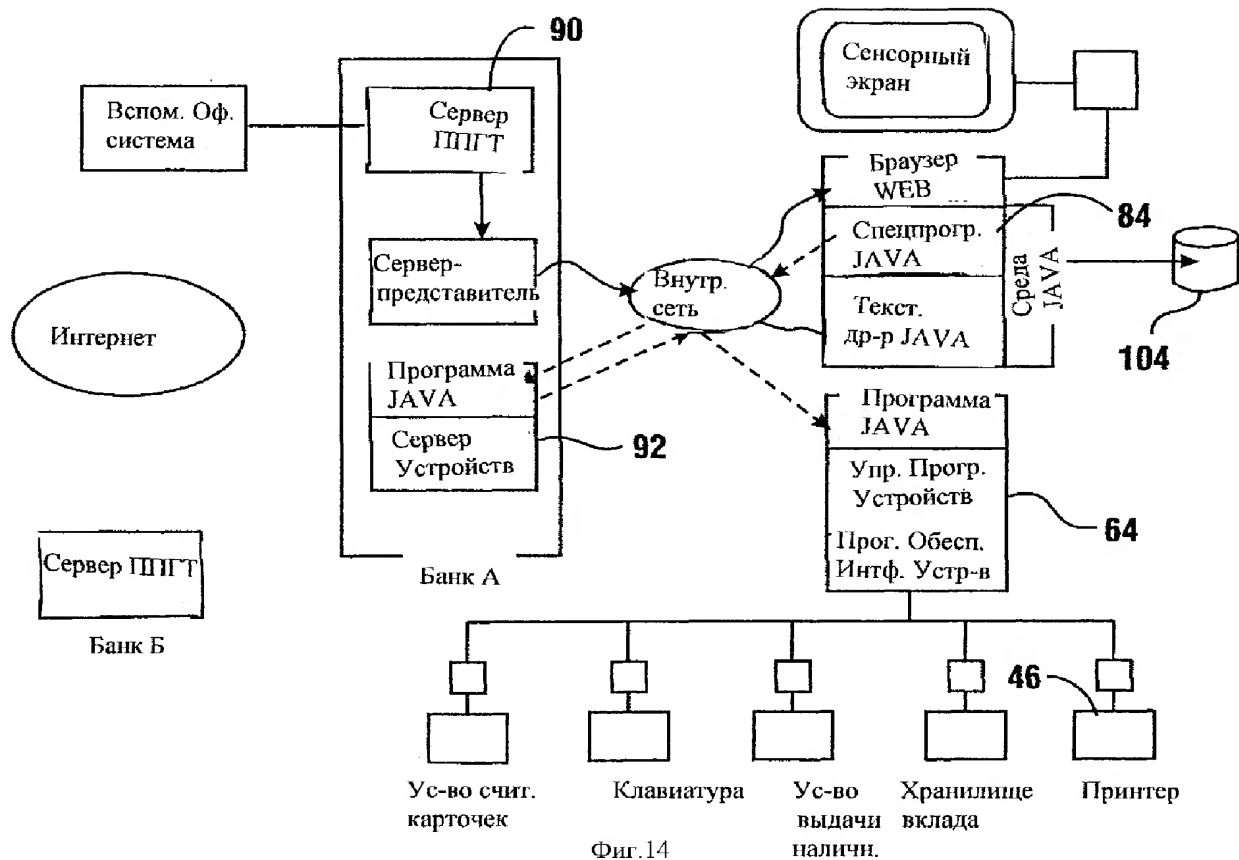 90
Сенсорный
экран
Вспом. Оф.
система
Сервер
ППГТ
Браузер
WEB
84
Спецпрогр.
JAVA
Среда
JAVA
Сервер-
представитель
Внутр.
сеть
Интернет
Текст.
др-р JAVA
104
Программа
JAVA
92
Сервер
Устройств
Программа
JAVA
Упр. Прогр.
Устройств
64
Прог. Обесп.
Интф. Устр-в
Банк А
Сервер ППГТ
Банк Б
46
Ус-во счит.
карточек
Клавиатура
Ус-во
выдачи
наличн.
Хранилище
вклада
Принтер
Фиг.14